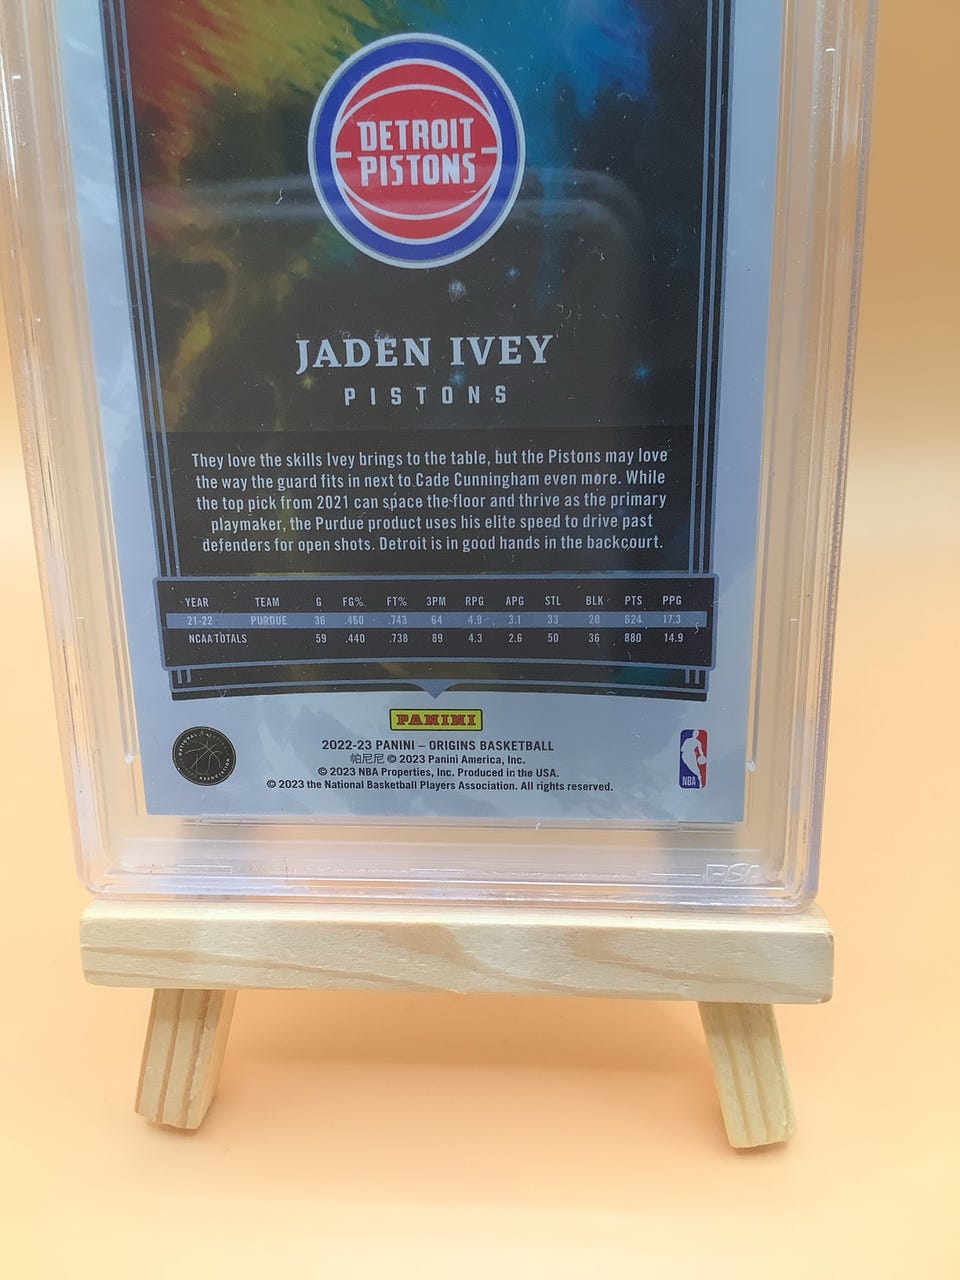 DETROIT
PISTONS
JADEN IVEY
PISTONS
They love the skills Ivey brings to the table, but the Pistons may love
the way the guard fits in next to Cade Cunningham even more. While
the top pick from 2021 can space the floor and thrive as the primary
playmaker, the Purdue product uses his elite speed to drive past
defenders for open shots. Detroit is in good hands in the backcourt.
YEAR TEAM G FG% FT% 3PM RPG APG STL BLK PTS PPG
21-22 PURDUE 36 .460 .743 64 4.9 3.1 33 20 624 17.3
NCAA TOTALS 59 .440 .738 89 4.3 2.6 50 36 880 14.9
PANINI
2022-23 PANINI – ORIGINS BASKETBALL
帕尼尼 © 2023 Panini America, Inc.
© 2023 NBA Properties, Inc. Produced in the USA.
© 2023 the National Basketball Players Association. All rights reserved.
NATIONAL BASKETBALL PLAYERS ASSOCIATION
NBA
PSA